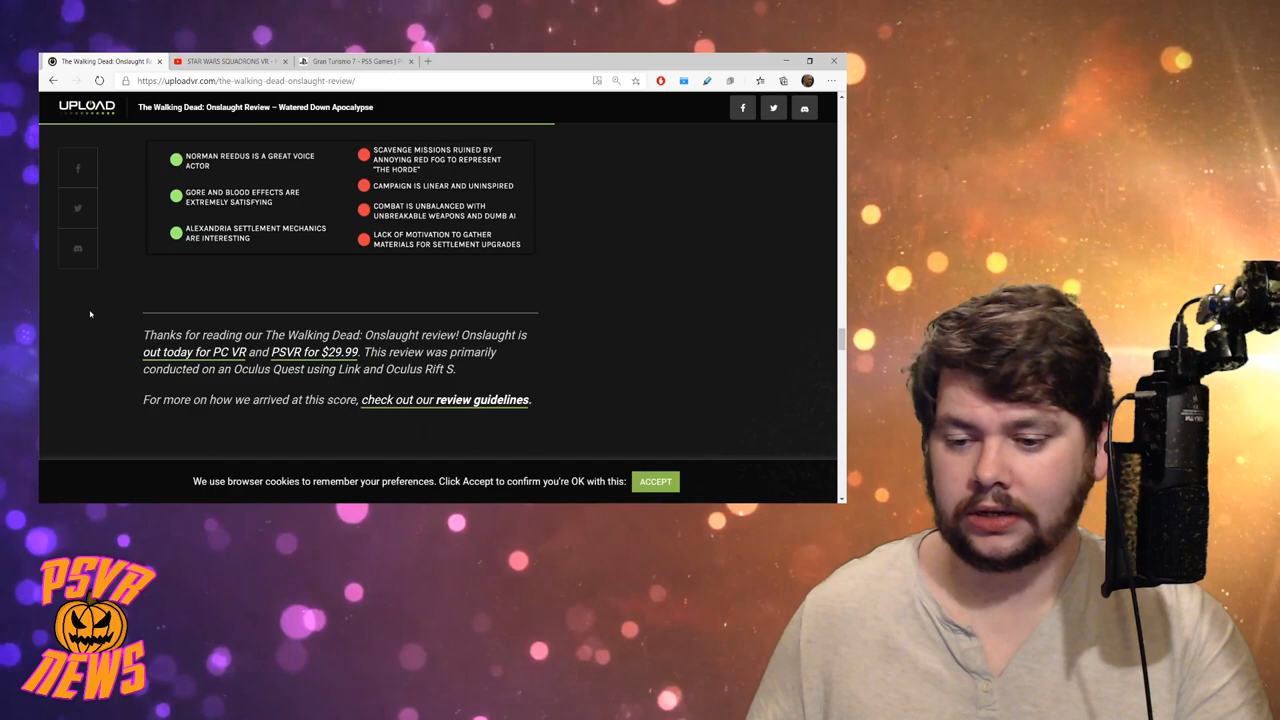 The Walking Dead: Onslaught R
STAR WARS SQUADRONS VR -
Gran Turismo 7 - PS5 Games |
https://uploadvr.com/the-walking-dead-onslaught-review/
UPLOAD
The Walking Dead: Onslaught Review – Watered Down Apocalypse
NORMAN REEDUS IS A GREAT VOICE
ACTOR
GORE AND BLOOD EFFECTS ARE
EXTREMELY SATISFYING
ALEXANDRIA SETTLEMENT MECHANICS
ARE INTERESTING
SCAVENGE MISSIONS RUINED BY
ANNOYING RED FOG TO REPRESENT
"THE HORDE"
CAMPAIGN IS LINEAR AND UNINSPIRED
COMBAT IS UNBALANCED WITH
UNBREAKABLE WEAPONS AND DUMB AI
LACK OF MOTIVATION TO GATHER
MATERIALS FOR SETTLEMENT UPGRADES
Thanks for reading our The Walking Dead: Onslaught review! Onslaught is
out today for PC VR and PSVR for $29.99. This review was primarily
conducted on an Oculus Quest using Link and Oculus Rift S.
For more on how we arrived at this score, check out our review guidelines.
We use browser cookies to remember your preferences. Click Accept to confirm you're OK with this:
ACCEPT
PSVR
NEWS